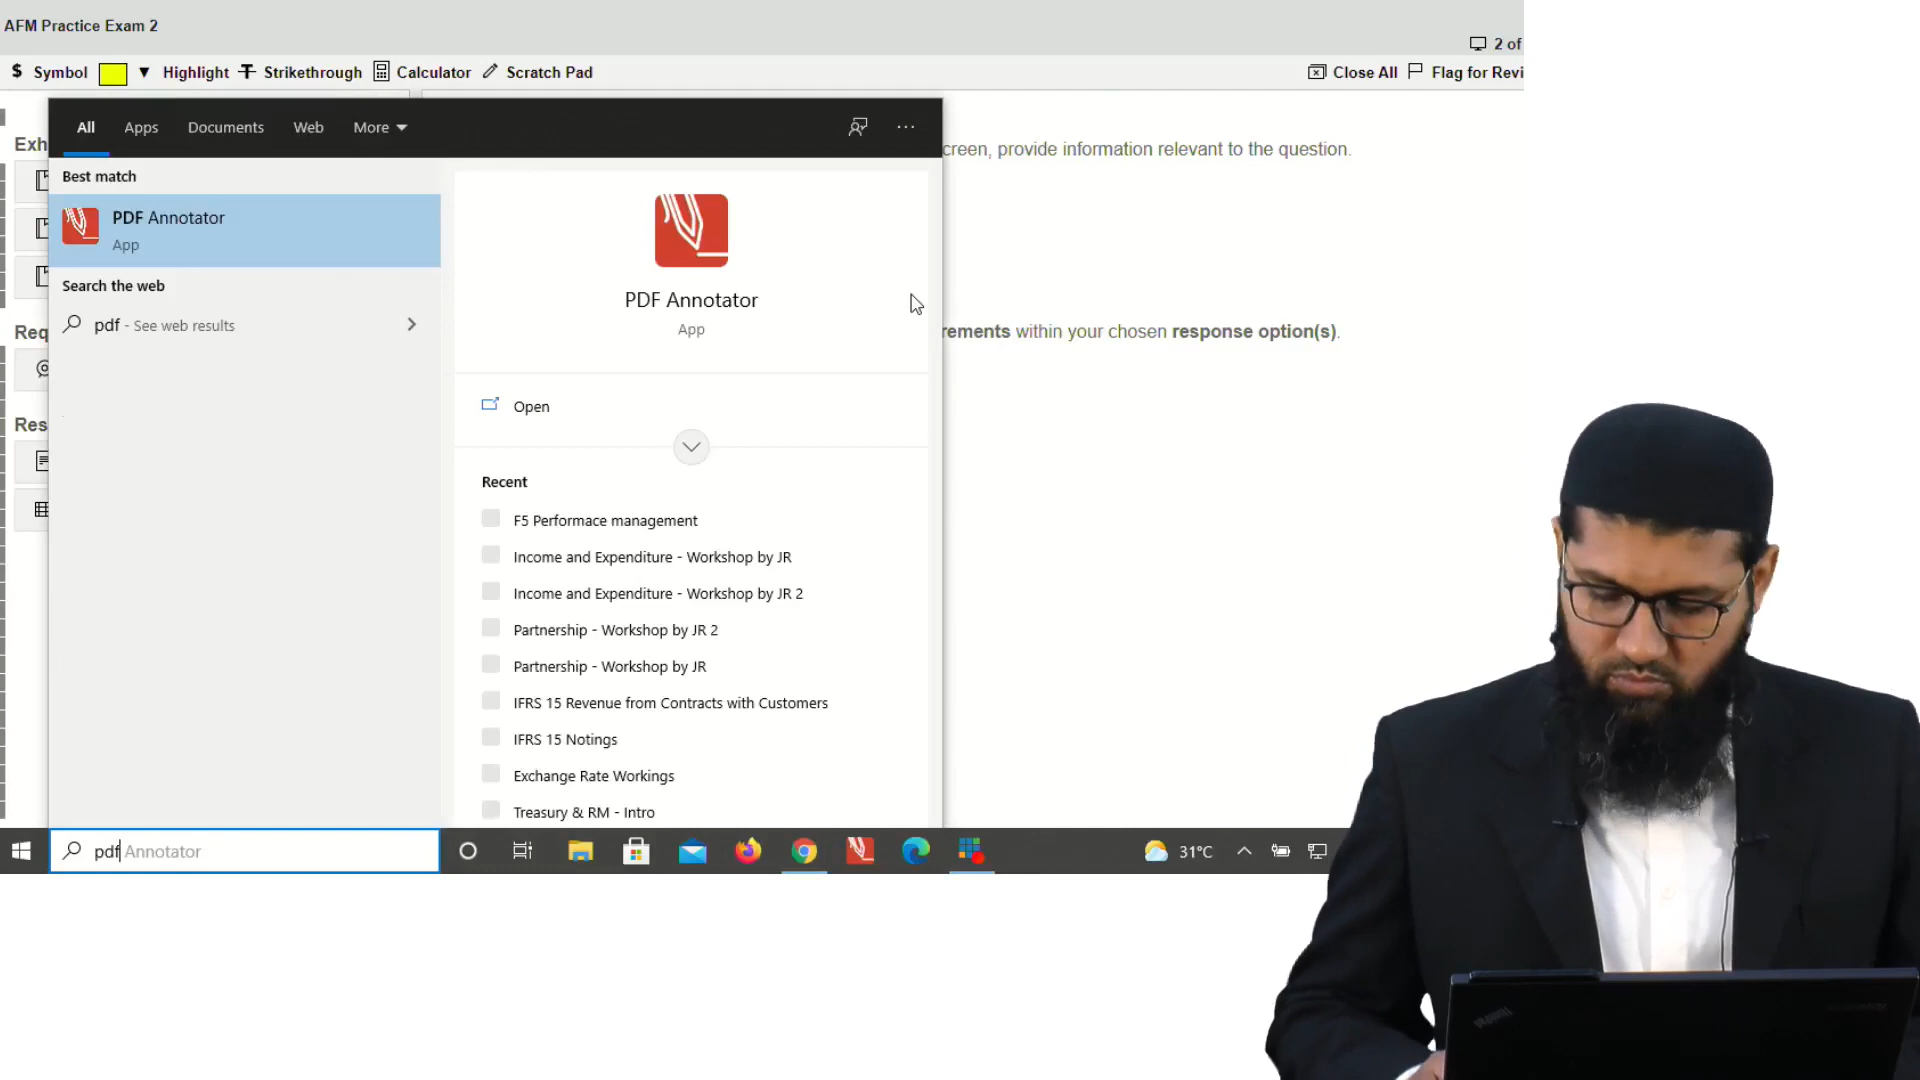 AFM Practice Exam 2
2 of
$ Symbol Highlight Strikethrough Calculator Scratch Pad
Close All Flag for Revi
All Apps Documents Web More
creen, provide information relevant to the question.
Exh
Best match
PDF Annotator
App
Search the web
pdf - See web results
PDF Annotator
App
Req
rements within your chosen response option(s).
Open
Res
Recent
F5 Performace management
Income and Expenditure - Workshop by JR
Income and Expenditure - Workshop by JR 2
Partnership - Workshop by JR 2
Partnership - Workshop by JR
IFRS 15 Revenue from Contracts with Customers
IFRS 15 Notings
Exchange Rate Workings
Treasury & RM - Intro
pdf Annotator
31°C
ThinkPad